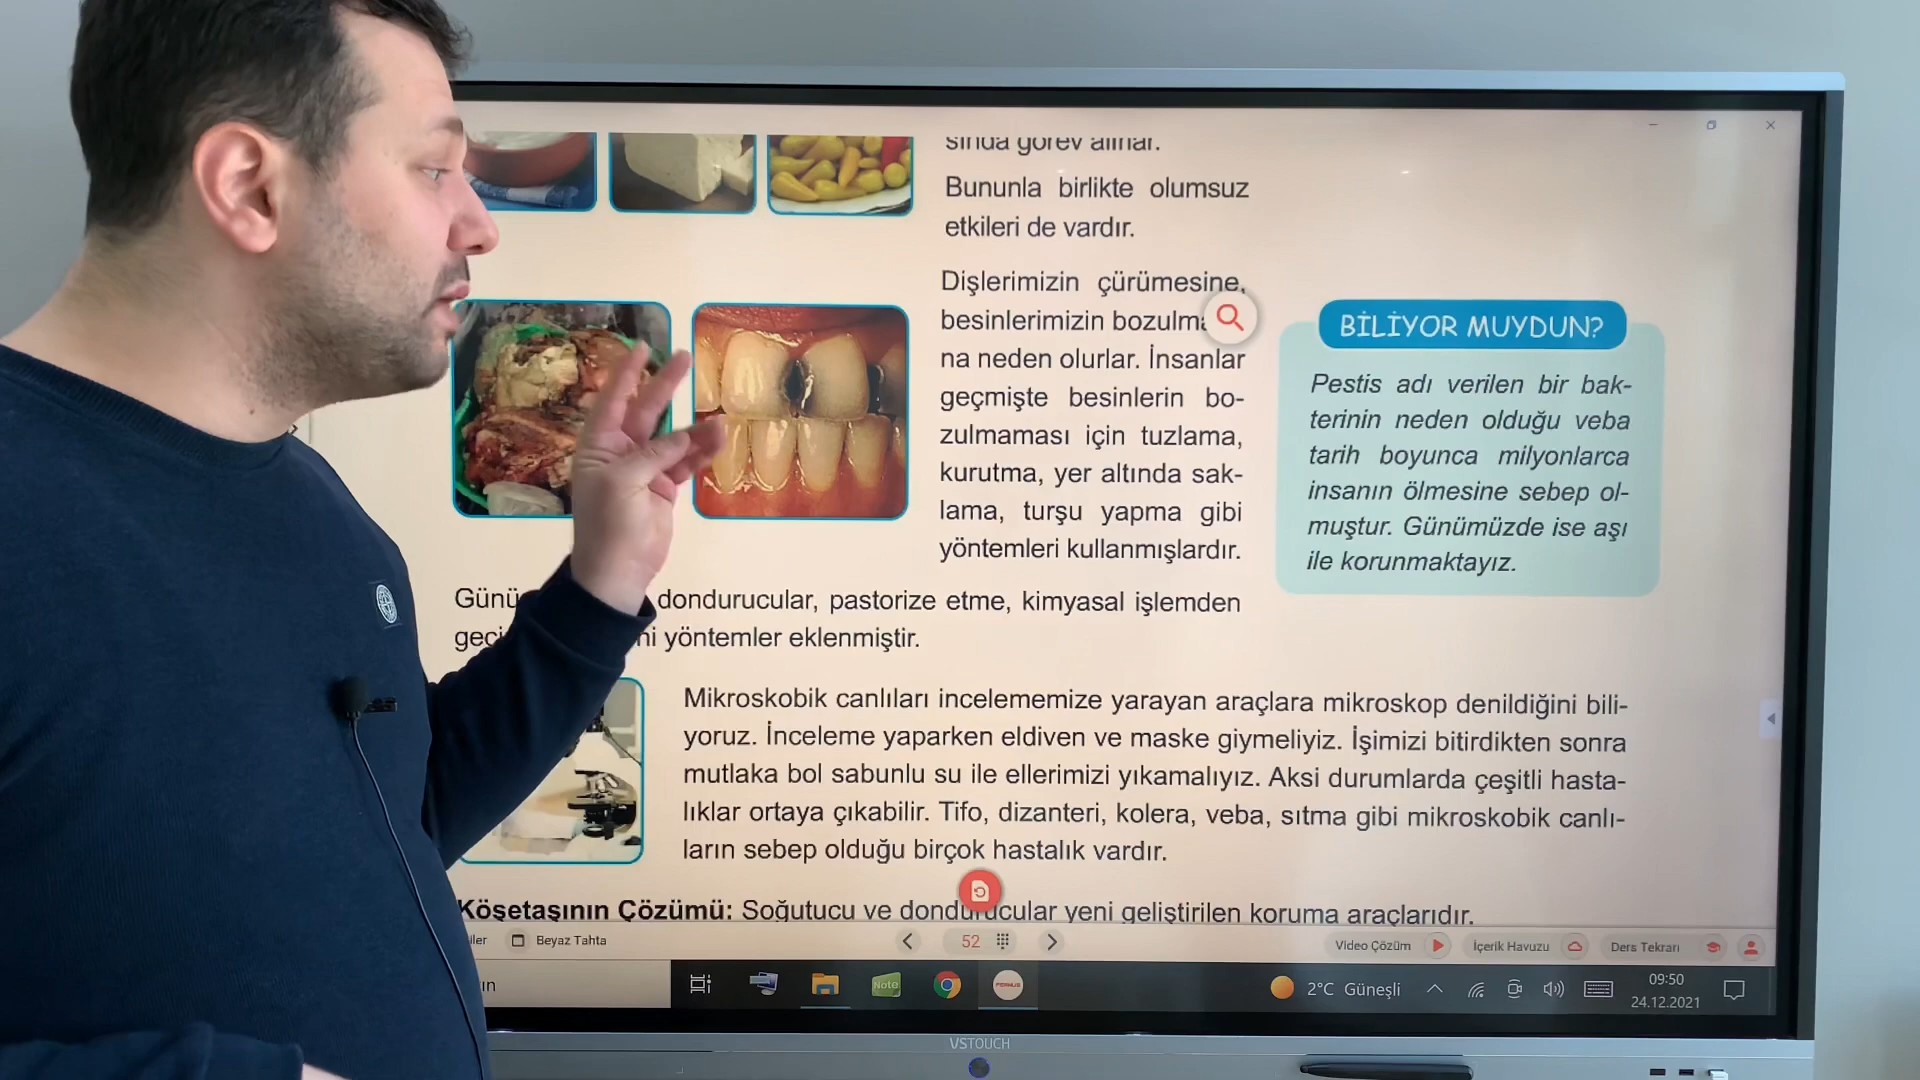 Bununla birlikte olumsuz
etkileri de vardır.
Dişlerimizin çürümesine,
besinlerimizin
na neden olurlar. İnsanlar
geçmişte besinlerin bo-
zulmaması için tuzlama,
kurutma, yer altında sak-
lama, turşu yapma gibi
yöntemleri kullanmışlardır.
dondurucular, pastorize etme, kimyasal işlemden
yöntemler eklenmiştir.
BİLİYOR MUYDUN?
Pestis adı verilen bir bak-
terinin neden olduğu veba
tarih boyunca milyonlarca
insanın ölmesine sebep ol-
muştur. Günümüzde ise aşı
ile korunmaktayız.
Mikroskobik canlıları incelememize yarayan araçlara mikroskop denildiğini bili-
yoruz. İnceleme yaparken eldiven ve maske giymeliyiz. İşimizi bitirdikten sonra
mutlaka bol sabunlu su ile ellerimizi yıkamalıyız. Aksi durumlarda çeşitli hasta-
lıklar ortaya çıkabilir. Tifo, dizanteri, kolera, veba, sıtma gibi mikroskobik canlı-
ların sebep olduğu birçok hastalık vardır.
Köşetaşının Çözümü: Soğutucu ve dondurucular yeni geliştirilen koruma araçlarıdır.
Beyaz Tahta
52
Video Çözüm
İçerik Havuzu
Ders Tekrarı
Note
FERNUS
2°C Güneşli
09:50
24.12.2021
VSTOUCH